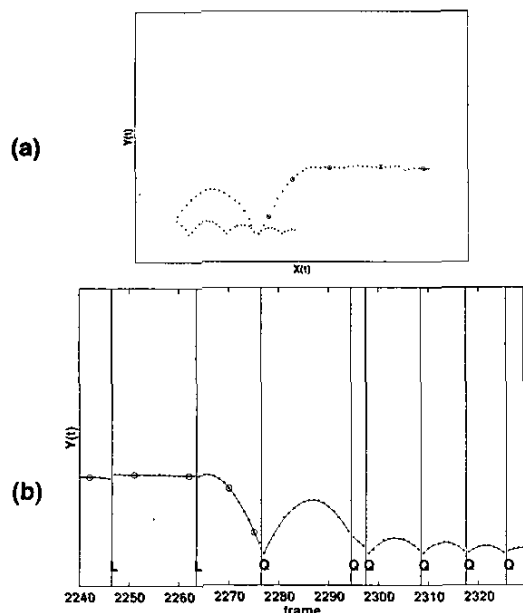 (a)
Y(t)
X(t)
(b)
Y(t)
L L Q Q Q Q Q Q
2240 2250 2260 2270 2280 2290 2300 2310 2320
frame